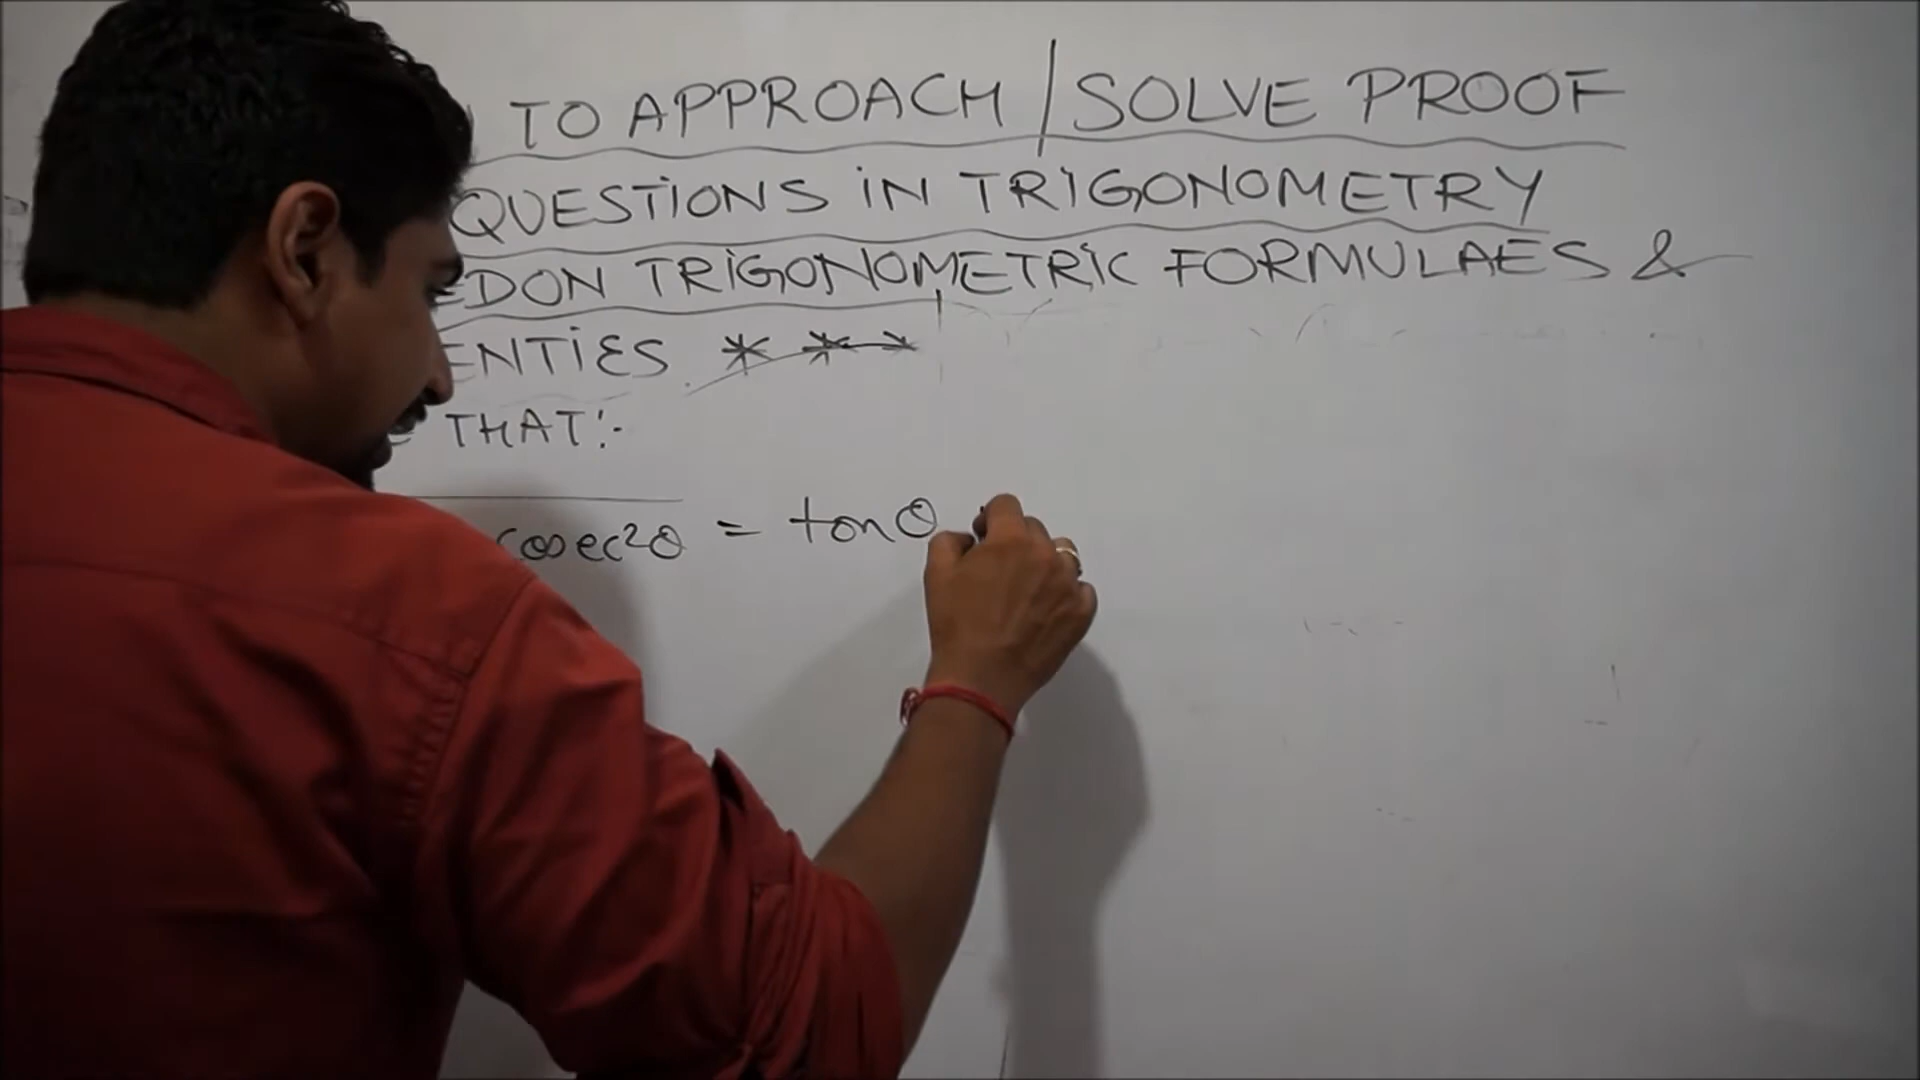 TO APPROACH / SOLVE PROOF
QUESTIONS IN TRIGONOMETRY
EDON TRIGONOMETRIC FORMULAES &
ENTIES ***
THAT:-
cosec²θ = tanθ